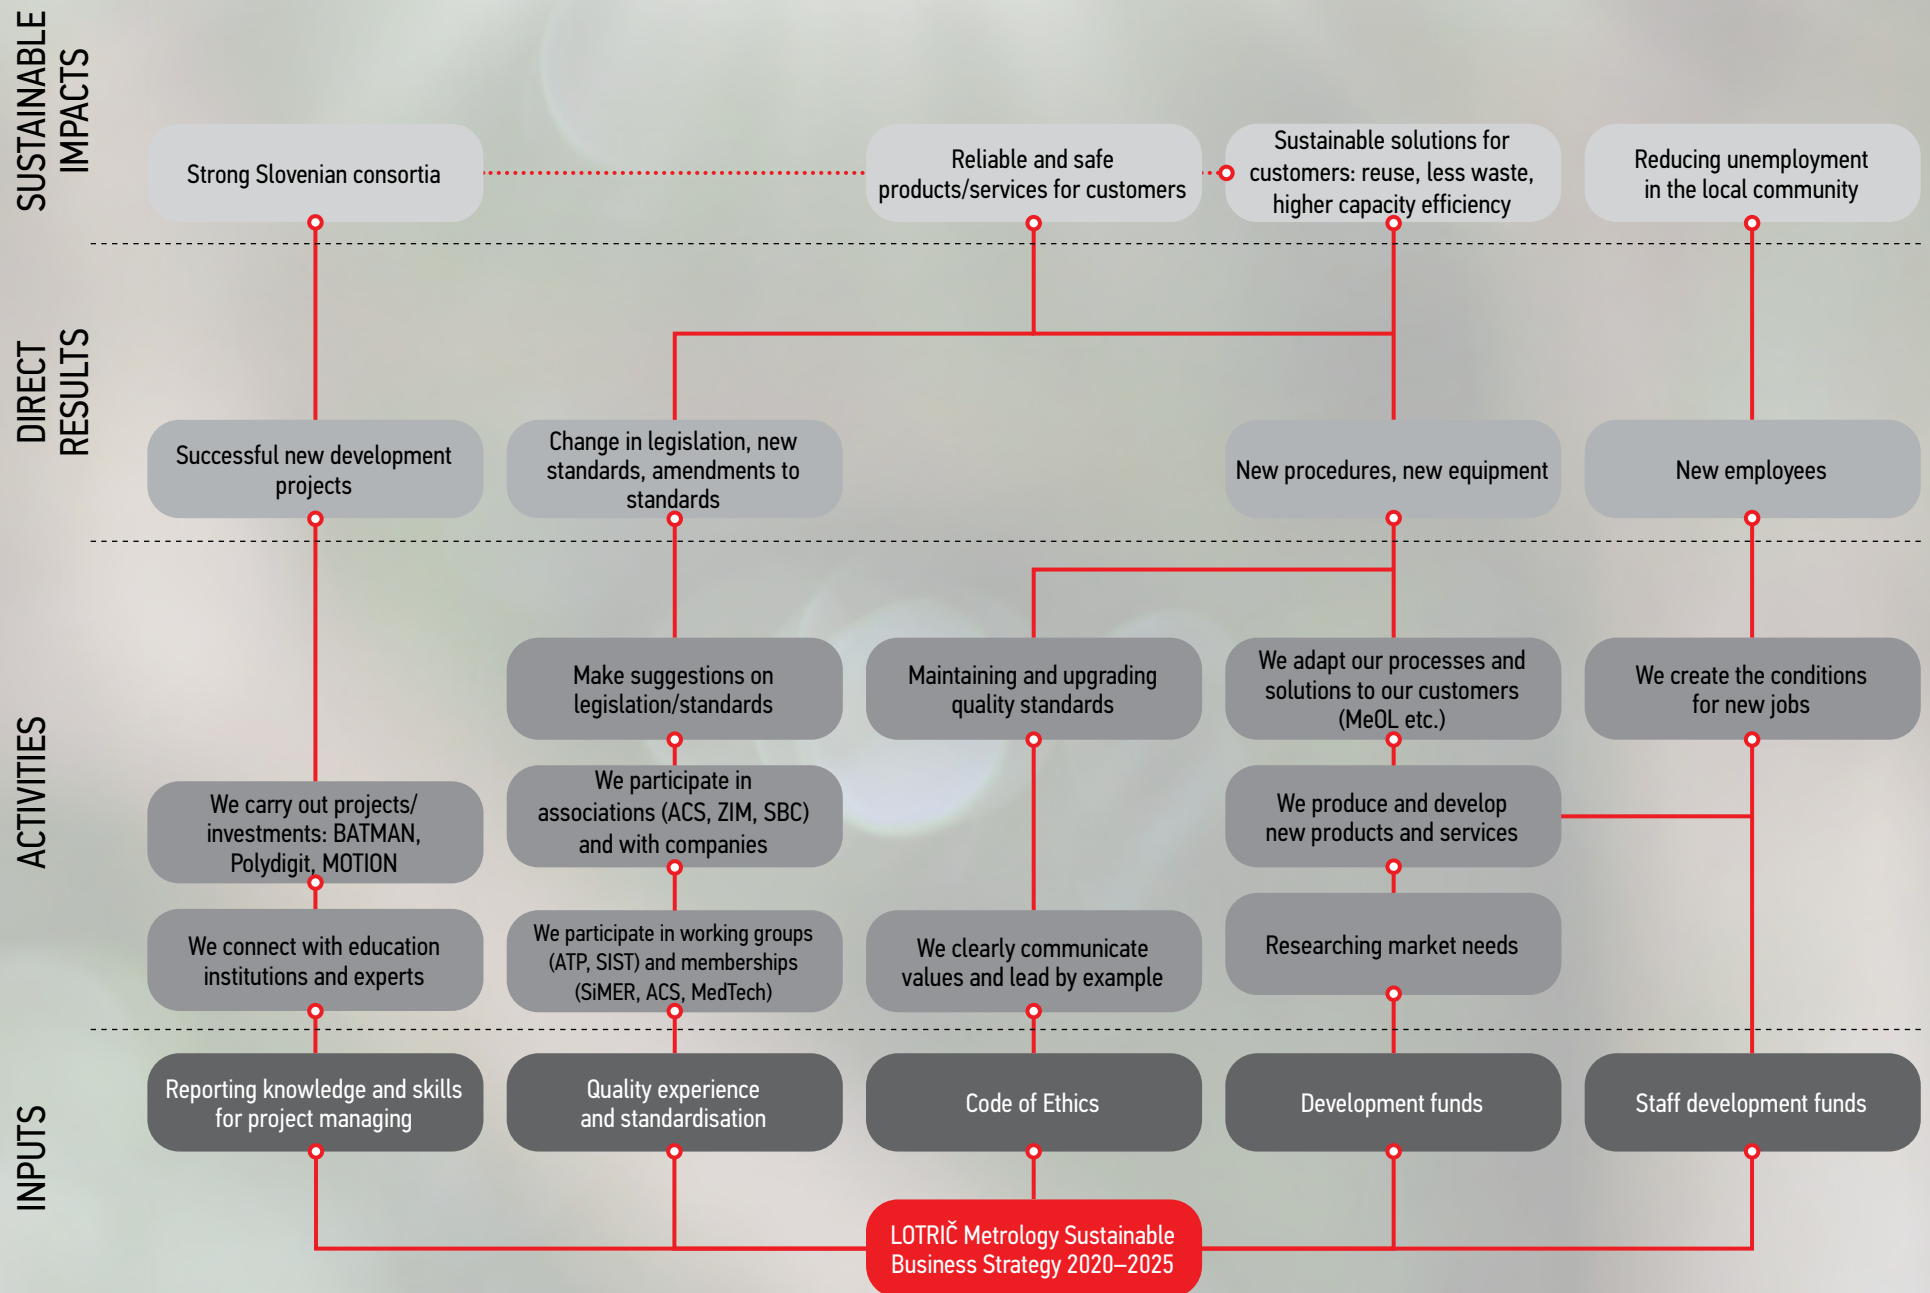 SUSTAINABLE
IMPACTS
Strong Slovenian consortia
Reliable and safe
products/services for customers
Sustainable solutions for
customers: reuse, less waste,
higher capacity efficiency
Reducing unemployment
in the local community
DIRECT
RESULTS
Successful new development
projects
Change in legislation, new
standards, amendments to
standards
New procedures, new equipment
New employees
ACTIVITIES
Make suggestions on
legislation/standards
Maintaining and upgrading
quality standards
We adapt our processes and
solutions to our customers
(MeOL etc.)
We create the conditions
for new jobs
We carry out projects/
investments: BATMAN,
Polydigit, MOTION
We participate in
associations (ACS, ZIM, SBC)
and with companies
We produce and develop
new products and services
We connect with education
institutions and experts
We participate in working groups
(ATP, SIST) and memberships
(SiMER, ACS, MedTech)
We clearly communicate
values and lead by example
Researching market needs
INPUTS
Reporting knowledge and skills
for project managing
Quality experience
and standardisation
Code of Ethics
Development funds
Staff development funds
LOTRIČ Metrology Sustainable
Business Strategy 2020–2025